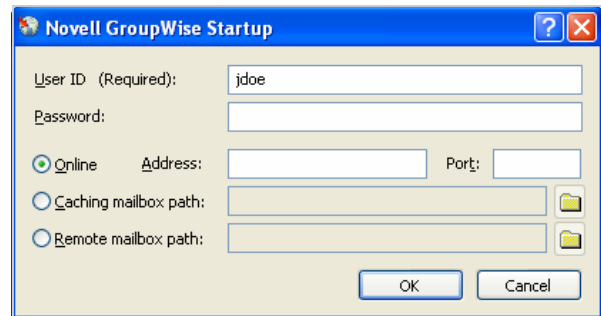 Novell GroupWise Startup
User ID (Required): jdoe
Password:
Online Address: Port:
Caching mailbox path:
Remote mailbox path:
OK Cancel